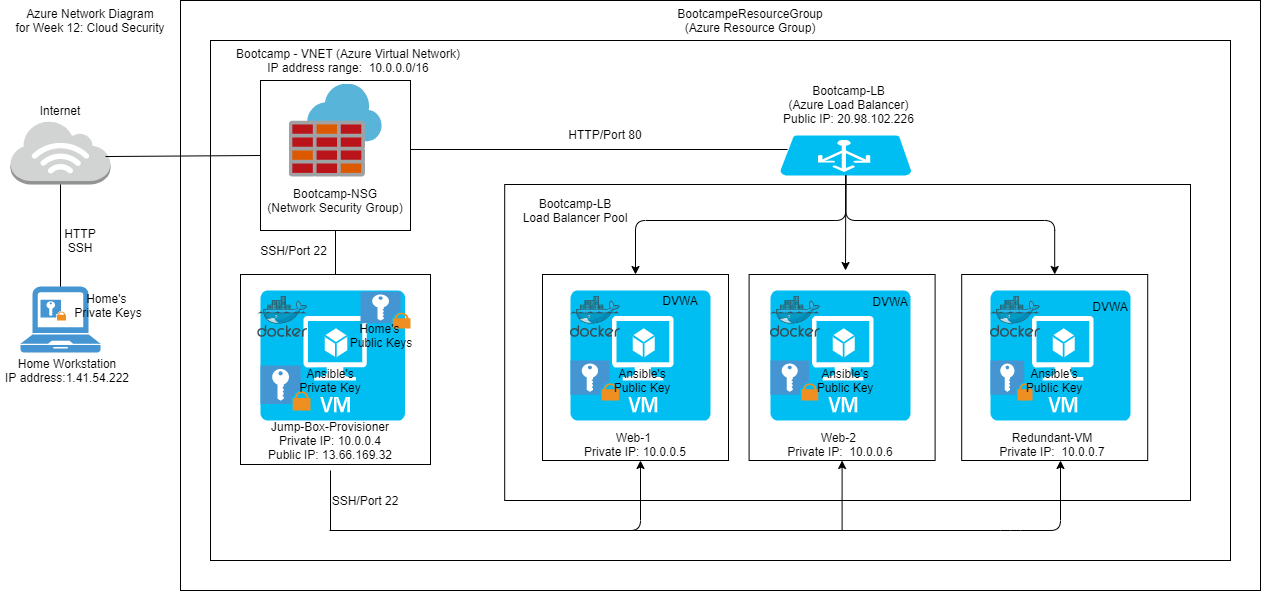 Azure Network Diagram
for Week 12: Cloud Security
BootcampeResourceGroup
(Azure Resource Group)
Bootcamp - VNET (Azure Virtual Network)
IP address range:  10.0.0.0/16
Internet
Bootcamp-NSG
(Network Security Group)
HTTP/Port 80
Bootcamp-LB
(Azure Load Balancer)
Public IP: 20.98.102.226
HTTP
SSH
Home's
Private Keys
Home Workstation
IP address:1.41.54.222
SSH/Port 22
docker
Home's
Public Keys
Ansible's
Private Key
VM
Jump-Box-Provisioner
Private IP: 10.0.0.4
Public IP: 13.66.169.32
SSH/Port 22
Bootcamp-LB
Load Balancer Pool
DVWA
docker
Ansible's
Public Key
VM
Web-1
Private IP: 10.0.0.5
DVWA
docker
Ansible's
Public Key
VM
Web-2
Private IP:  10.0.0.6
DVWA
docker
Ansible's
Public Key
VM
Redundant-VM
Private IP:  10.0.0.7